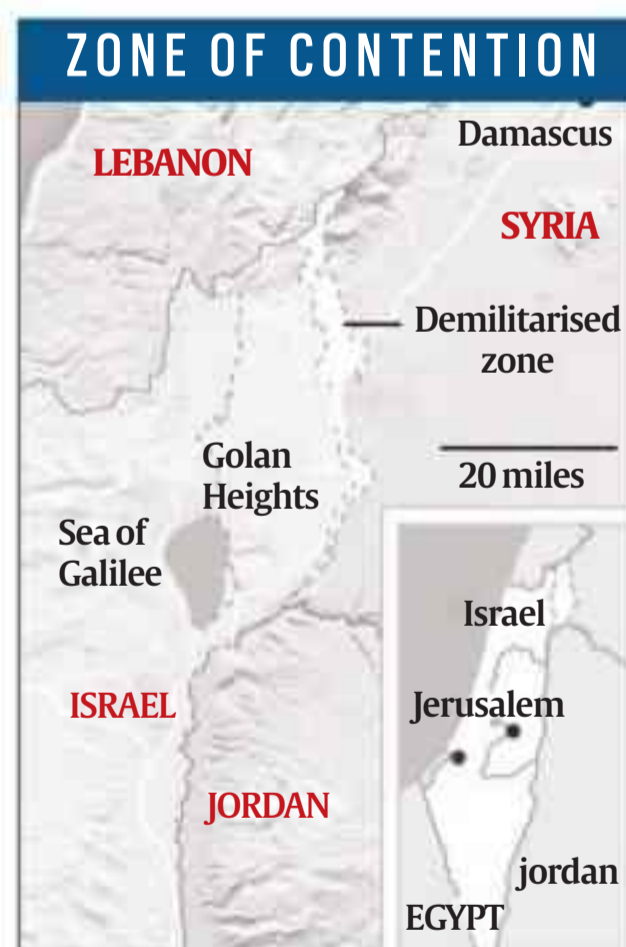 ZONE OF CONTENTION
Damascus
LEBANON
SYRIA
Demilitarised
zone
20 miles
Golan
Heights
Sea of
Galilee
Israel
ISRAEL
Jerusalem
JORDAN
jordan
EGYPT